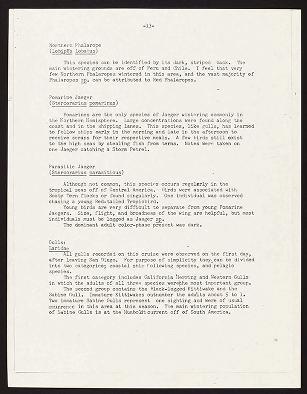 -13-
Northern Phalarope
(Lobipes lobatus)
This species can be identified by its dark, striped back. The
main wintering grounds are off of Peru and Chile. I feel that very
few Northern Phalaropes wintered in this area, and the vast majority of
Phalaropes sp. can be attributed to Red Phalaropes.
Pomarine Jaeger
(Stercorarius pomarinus)
Pomarines are the only species of Jaeger wintering commonly in
the Northern Hemisphere. Large concentrations were found along the
coast and in the shipping lanes. This species, like gulls, has learned
to follow ships early in the morning and late in the afternoon to
receive scraps for their respective meals. A few birds still exist
to the high seas by stealing fish from terns. Notes were taken on
one Jaeger catching a Storm Petrel.
Parasitic Jaeger
(Stercorarius parasiticus)
Although not common, this species occurs regularly in the
tropical seas off of Central America. Birds were associated with
Sooty Tern flocks or found singularly. One individual was observed
chasing a young Red-tailed Tropicbird.
Young birds are very difficult to separate from young Pomarine
Jaegers. Size, flight, and broadness of the wing are helpful, but most
individuals must be logged as Jaeger sp.
The dominant adult color-phase present was dark.
Gulls:
Laridae
All gulls recorded on this cruise were observed on the first day,
after leaving San Diego. For purpose of simplicity they can be divided
into two categories; coastal ship following species, and pelagic
species.
The first category includes California Herring and Western Gulls
in which the adults of all three species were the most important group.
The second group contains the Black-legged Kittiwake and the
Sabine Gull. Immature Kittiwakes outnumber the adults about 5 to 1.
Two immature Sabine Gulls represent one sighting and were of usual
occurence in this area at this season. The main wintering population
of Sabine Gulls is at the Humboldt current off of South America.